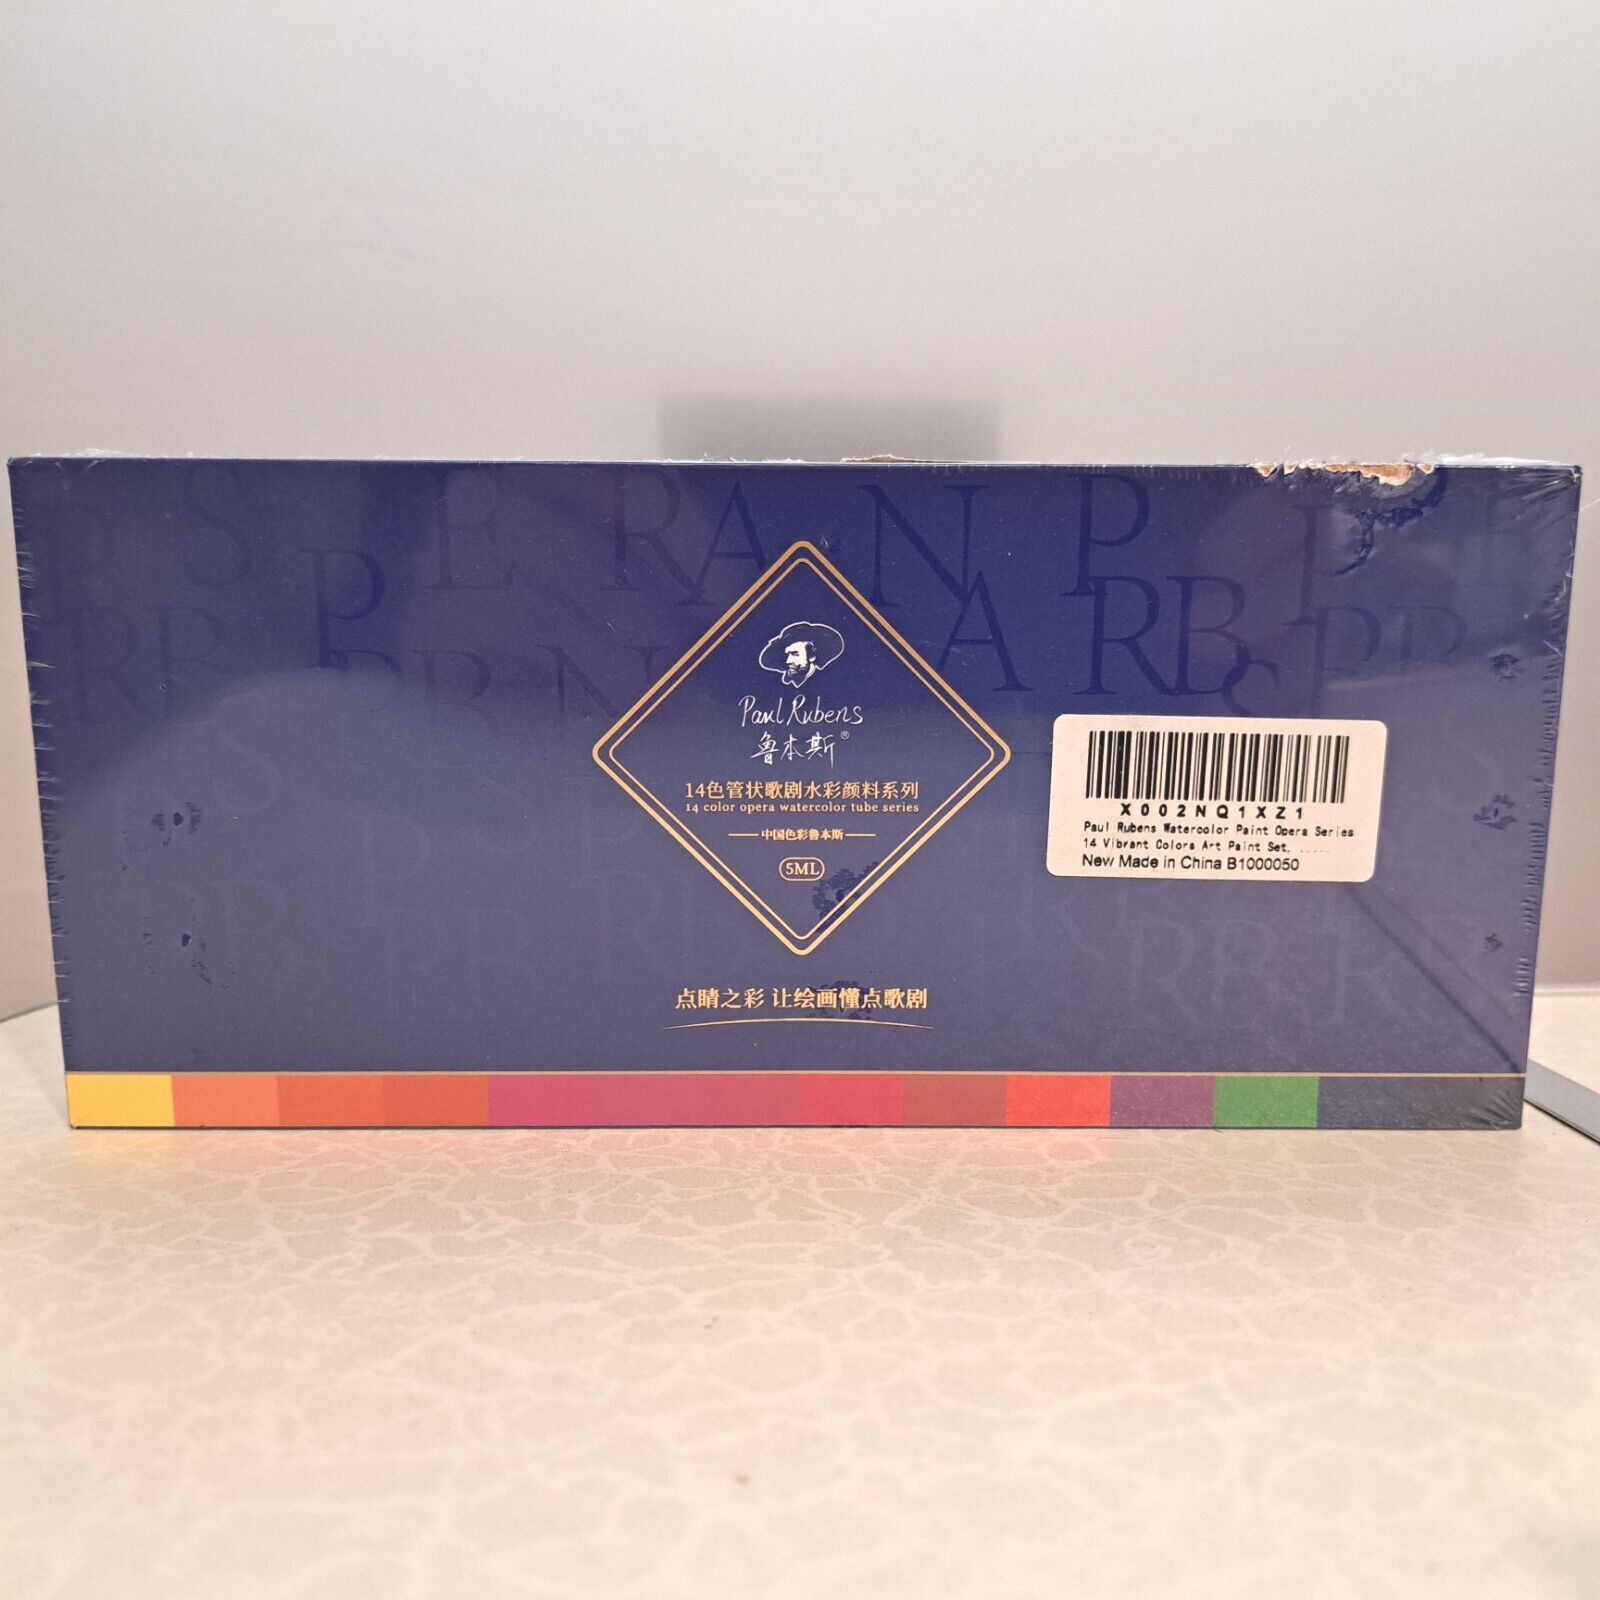 Paul Rubens
鲁本斯®
14色管状歌剧水彩颜料系列
14 color opera watercolor tube series
中国色彩鲁本斯
5ML
点睛之彩 让绘画懂点歌剧
X002NQ1XZ1
Paul Rubens Watercolor Paint Opera Series
14 Vibrant Colors Art Paint Set,
New Made in China B1000050